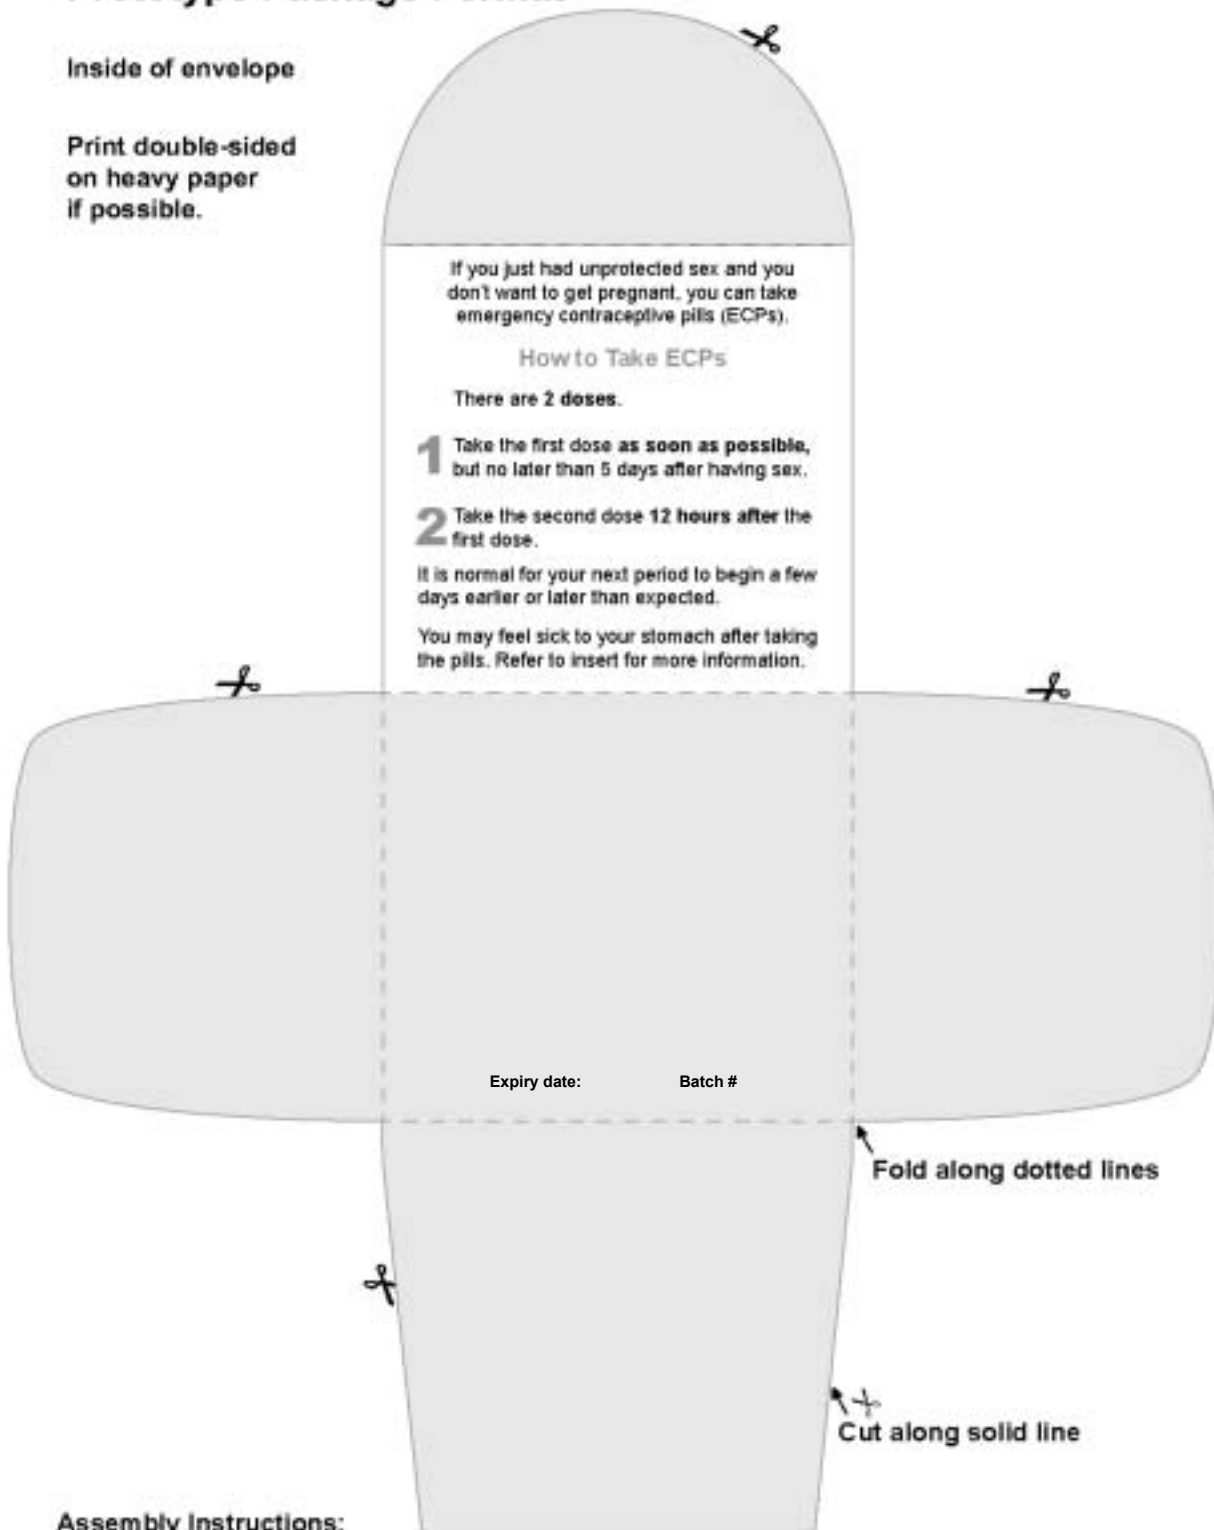 Prototype Package Format
Inside of envelope
Print double-sided
on heavy paper
if possible.
If you just had unprotected sex and you
don't want to get pregnant, you can take
emergency contraceptive pills (ECPs).
How to Take ECPs
There are 2 doses.
1 Take the first dose as soon as possible,
but no later than 5 days after having sex.
2 Take the second dose 12 hours after the
first dose.
It is normal for your next period to begin a few
days earlier or later than expected.
You may feel sick to your stomach after taking
the pills. Refer to insert for more information.
Expiry date: Batch #
Fold along dotted lines
Cut along solid line
Assembly Instructions: